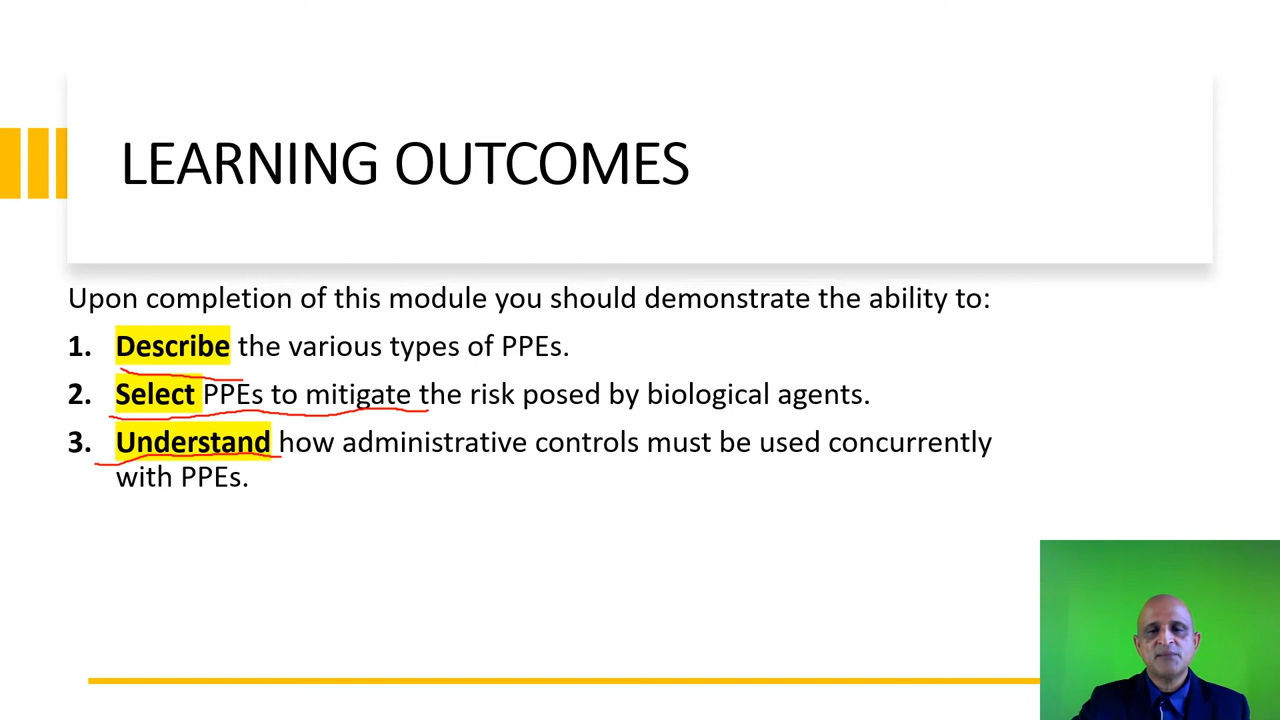 LEARNING OUTCOMES
Upon completion of this module you should demonstrate the ability to:
1. Describe the various types of PPEs.
2. Select PPEs to mitigate the risk posed by biological agents.
3. Understand how administrative controls must be used concurrently
with PPEs.